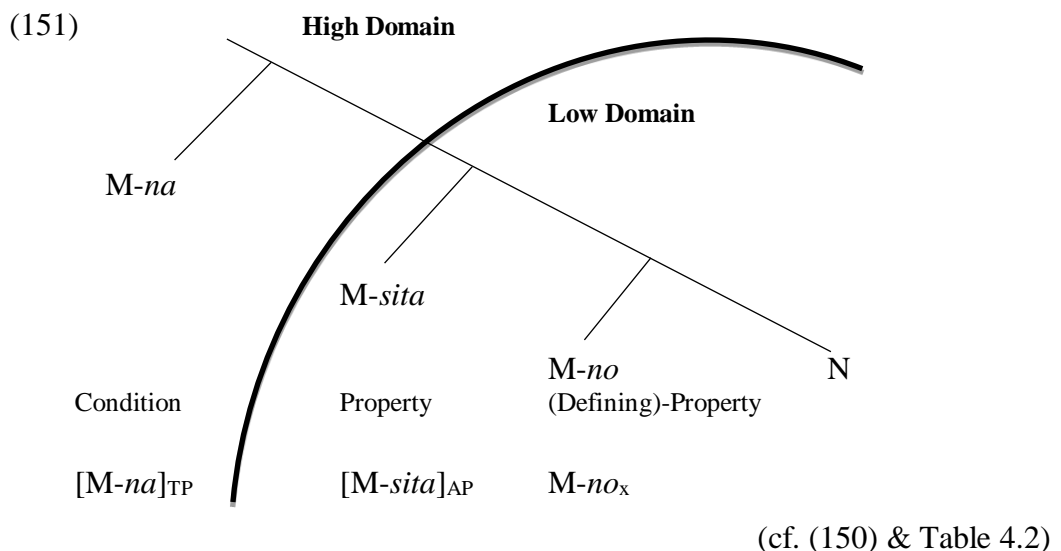 (151) High Domain
Low Domain
M-na
M-sita
M-no N
Condition Property (Defining)-Property
[M-na]TP [M-sita]AP M-nox
(cf. (150) & Table 4.2)